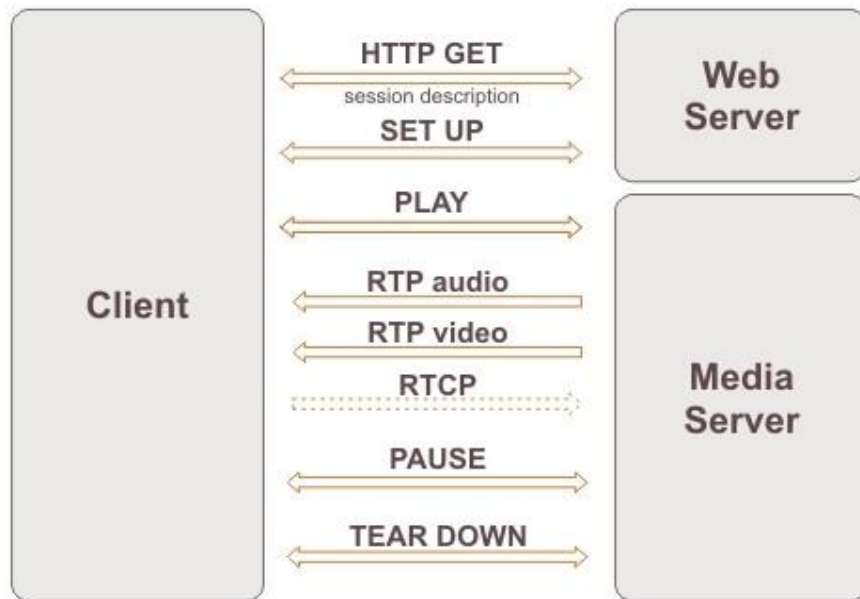 HTTP GET
session description
Web
Server
SET UP
PLAY
Client
RTP audio
RTP video
RTCP
Media
Server
PAUSE
TEAR DOWN